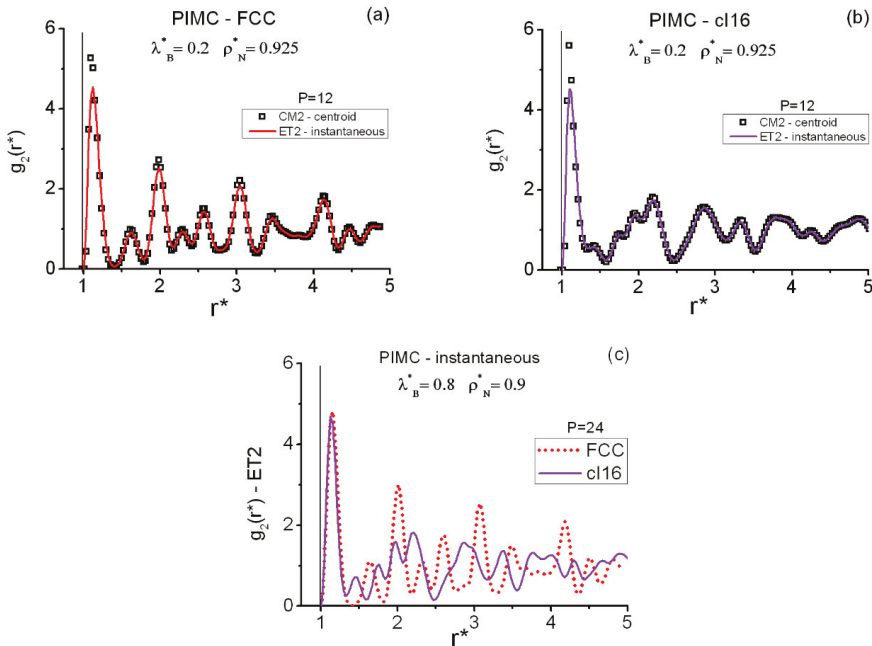 PIMC - FCC
(a)
λ*B= 0.2 ρ*N= 0.925
P=12
CM2 - centroid
ET2 - instantaneous
g2(r*)
6
4
2
0
1 2 3 4 5
r*
PIMC - cI16
(b)
λ*B= 0.2 ρ*N= 0.925
P=12
CM2 - centroid
ET2 - instantaneous
g2(r*)
6
4
2
0
1 2 3 4 5
r*
PIMC - instantaneous
(c)
λ*B= 0.8 ρ*N= 0.9
P=24
FCC
cI16
g2(r*) - ET2
6
4
2
0
1 2 3 4 5
r*